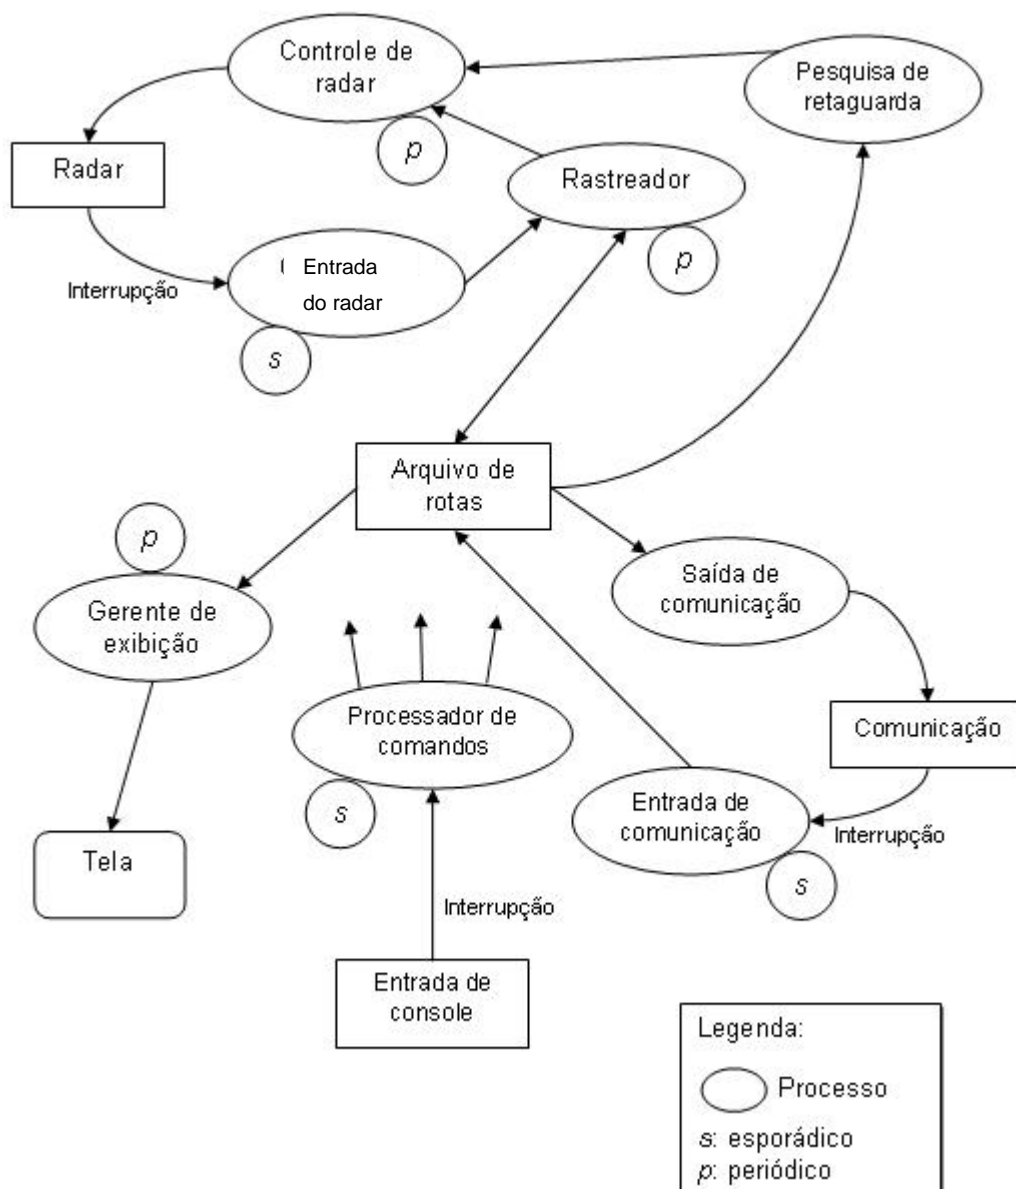 Controle de
radar
Pesquisa de
retaguarda
p
Radar
Rastreador
p
Entrada
do radar
Interrupção
s
Arquivo de
rotas
p
Saída de
comunicação
Gerente de
exibição
Processador de
comandos
Comunicação
s
Entrada de
comunicação
Interrupção
Tela
s
Interrupção
Entrada de
console
Legenda:
Processo
s: esporádico
p: periódico